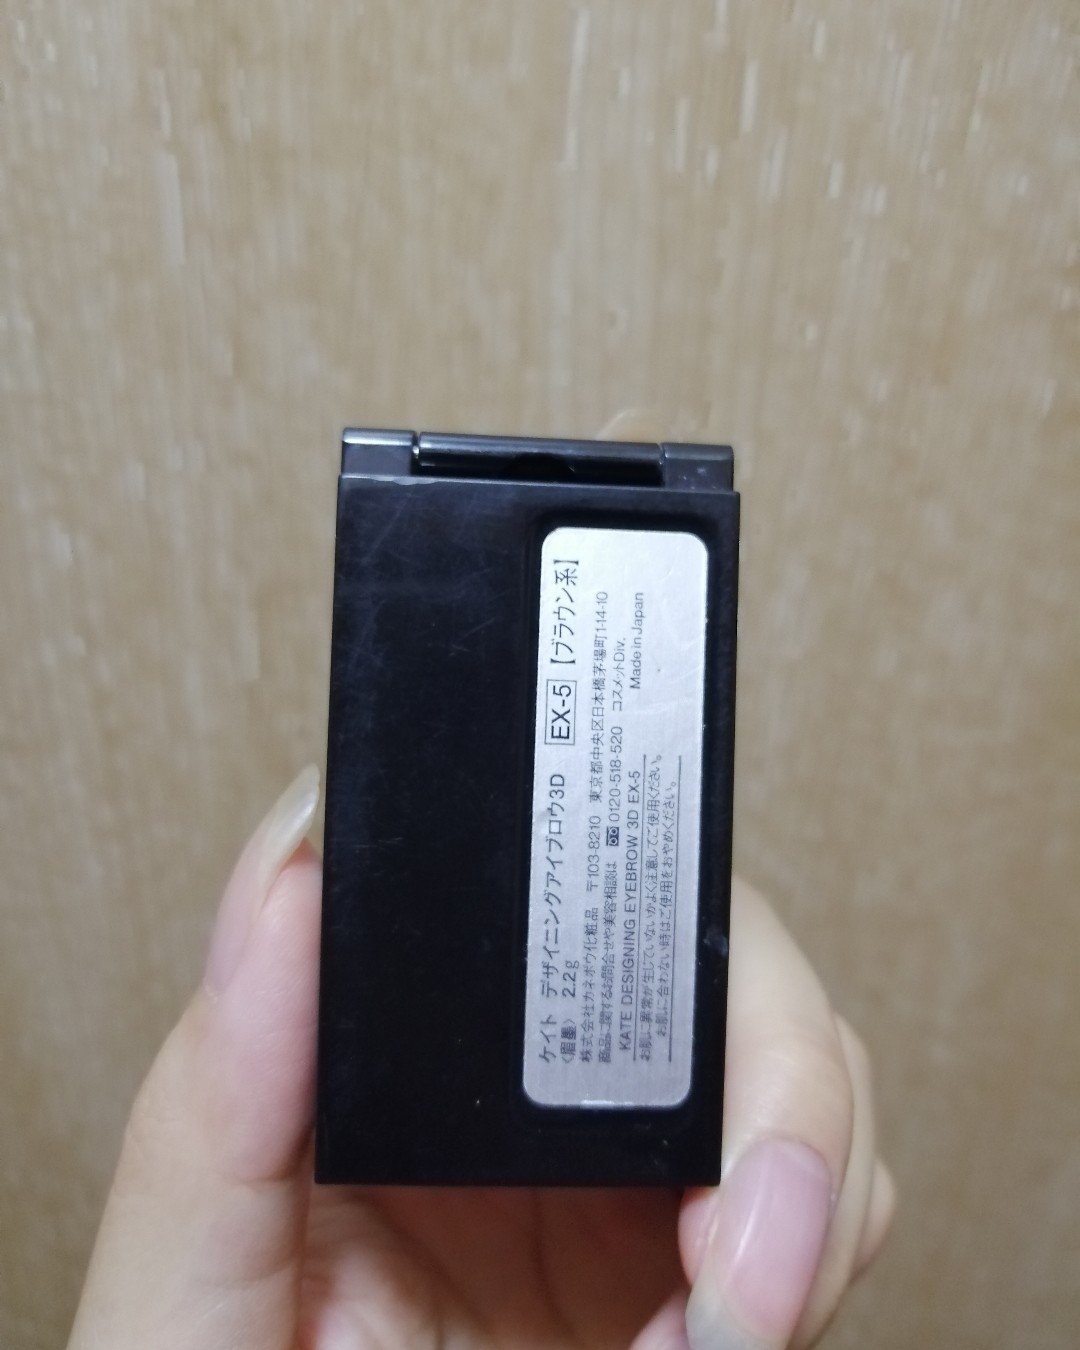 ケイト デザイニングアイブロウ3D EX-5 【ブラウン系】
〈眉墨〉 2.2g
株式会社カネボウ化粧品 〒103-8210 東京都中央区日本橋茅場町1-14-10
商品に関するお問合せや美容相談は 0120-518-520 コスメットDiv.
KATE DESIGNING EYEBROW 3D EX-5 Made in Japan
お肌に異常が生じていないかよく注意してご使用ください。
お肌に合わない時はご使用をおやめください。